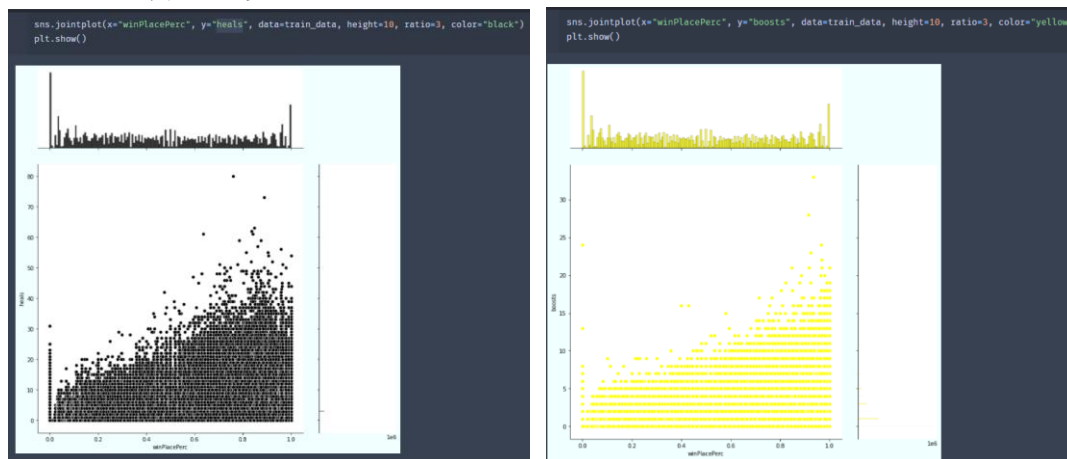 sns.jointplot(x="winPlacePerc", y="heals", data=train_data, height=10, ratio=3, color="black")
plt.show()
80
70
60
50
40
30
20
10
0
heals
0.0 0.2 0.4 0.6 0.8 1.0
winPlacePerc
1e6
sns.jointplot(x="winPlacePerc", y="boosts", data=train_data, height=10, ratio=3, color="yellow
plt.show()
30
25
20
15
10
5
0
boosts
0.0 0.2 0.4 0.6 0.8 1.0
winPlacePerc
1e6